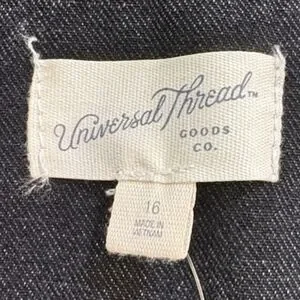 Universal Thread™
GOODS
CO.
16
MADE IN
VIETNAM